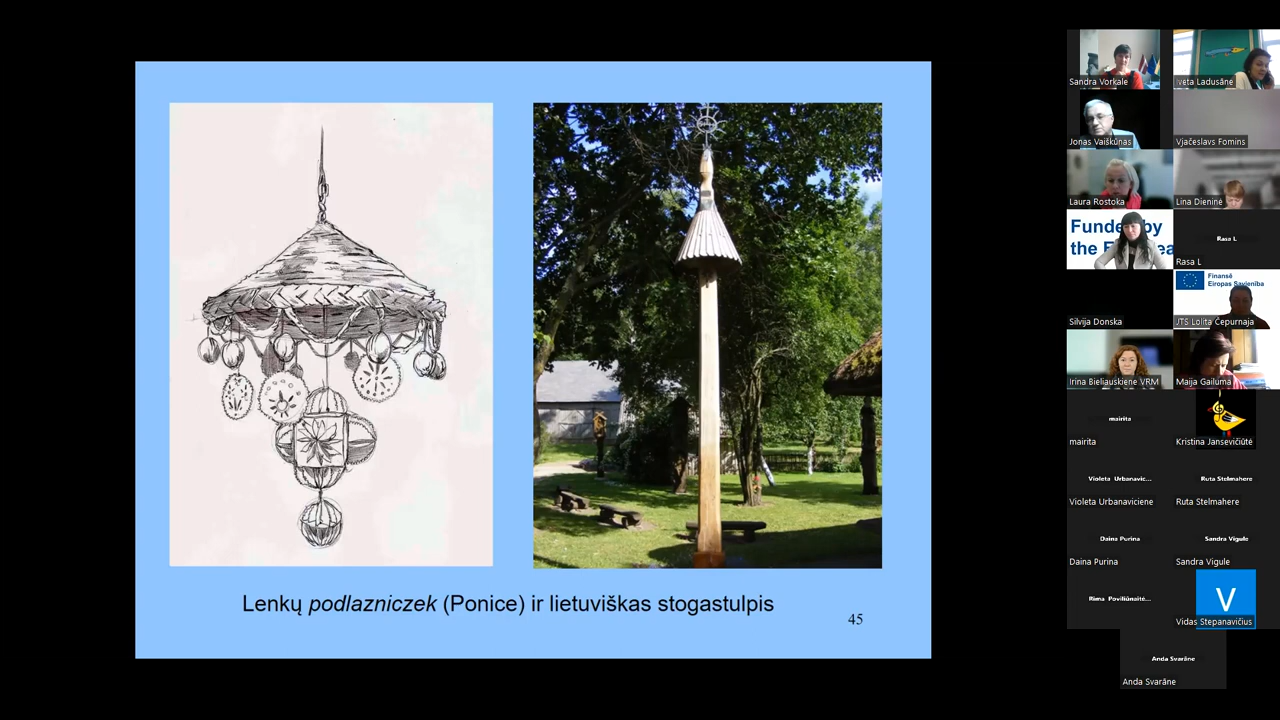 Lenkų podlazniczek (Ponice) ir lietuviškas stogastulpis
45
Sandra Vorkale
Iveta Ladusāne
Jonas Vaiškūnas
Vjačeslavs Fomins
Laura Rostoka
Lina Dieninė
Funded by
the E
Rasa L
Rasa L
Silvija Donska
Finansē
Eiropas Savienība
JTS Lolita Čepurnaja
Irina Bieliauskiene VRM
Maija Gailuma
mairita
mairita
Kristina Jansevičiūtė
Violeta Urbanavic...
Violeta Urbanaviciene
Ruta Stelmahere
Ruta Stelmahere
Daina Purina
Daina Purina
Sandra Vigule
Sandra Vigule
Rima Poviliūnaitė...
V
Vidas Stepanavičius
Anda Svarāne
Anda Svarāne